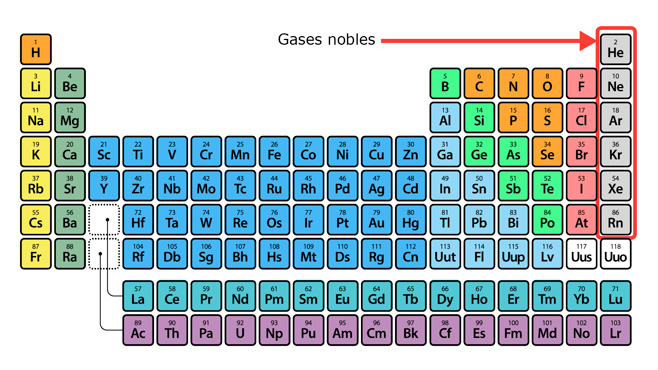 Gases nobles
1 H 2 He
3 Li 4 Be 5 B 6 C 7 N 8 O 9 F 10 Ne
11 Na 12 Mg 13 Al 14 Si 15 P 16 S 17 Cl 18 Ar
19 K 20 Ca 21 Sc 22 Ti 23 V 24 Cr 25 Mn 26 Fe 27 Co 28 Ni 29 Cu 30 Zn 31 Ga 32 Ge 33 As 34 Se 35 Br 36 Kr
37 Rb 38 Sr 39 Y 40 Zr 41 Nb 42 Mo 43 Tc 44 Ru 45 Rh 46 Pd 47 Ag 48 Cd 49 In 50 Sn 51 Sb 52 Te 53 I 54 Xe
55 Cs 56 Ba 72 Hf 73 Ta 74 W 75 Re 76 Os 77 Ir 78 Pt 79 Au 80 Hg 81 Tl 82 Pb 83 Bi 84 Po 85 At 86 Rn
87 Fr 88 Ra 104 Rf 105 Db 106 Sg 107 Bh 108 Hs 109 Mt 110 Ds 111 Rg 112 Cn 113 Uut 114 Fl 115 Uup 116 Lv 117 Uus 118 Uuo
57 La 58 Ce 59 Pr 60 Nd 61 Pm 62 Sm 63 Eu 64 Gd 65 Tb 66 Dy 67 Ho 68 Er 69 Tm 70 Yb 71 Lu
89 Ac 90 Th 91 Pa 92 U 93 Np 94 Pu 95 Am 96 Cm 97 Bk 98 Cf 99 Es 100 Fm 101 Md 102 No 103 Lr